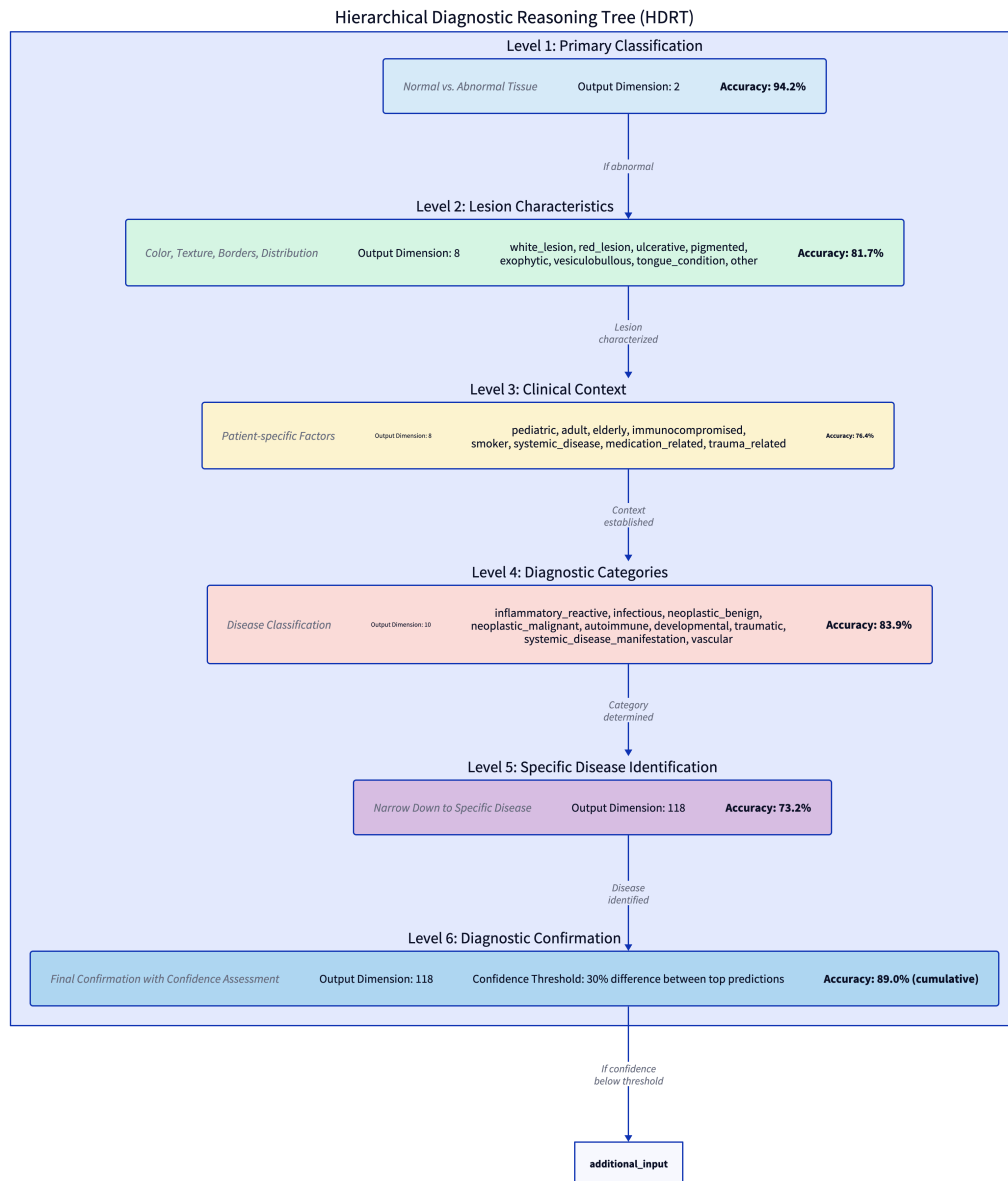 Hierarchical Diagnostic Reasoning Tree (HDRT)
Level 1: Primary Classification
Normal vs. Abnormal Tissue
Output Dimension: 2
Accuracy: 94.2%
If abnormal
Level 2: Lesion Characteristics
Color, Texture, Borders, Distribution
Output Dimension: 8
white_lesion, red_lesion, ulcerative, pigmented,
exophytic, vesiculobullous, tongue_condition, other
Accuracy: 81.7%
Lesion
characterized
Level 3: Clinical Context
Patient-specific Factors
Output Dimension: 8
pediatric, adult, elderly, immunocompromised,
smoker, systemic_disease, medication_related, trauma_related
Accuracy: 76.4%
Context
established
Level 4: Diagnostic Categories
Disease Classification
Output Dimension: 10
inflammatory_reactive, infectious, neoplastic_benign,
neoplastic_malignant, autoimmune, developmental, traumatic,
systemic_disease_manifestation, vascular
Accuracy: 83.9%
Category
determined
Level 5: Specific Disease Identification
Narrow Down to Specific Disease
Output Dimension: 118
Accuracy: 73.2%
Disease
identified
Level 6: Diagnostic Confirmation
Final Confirmation with Confidence Assessment
Output Dimension: 118
Confidence Threshold: 30% difference between top predictions
Accuracy: 89.0% (cumulative)
If confidence
below threshold
additional_input